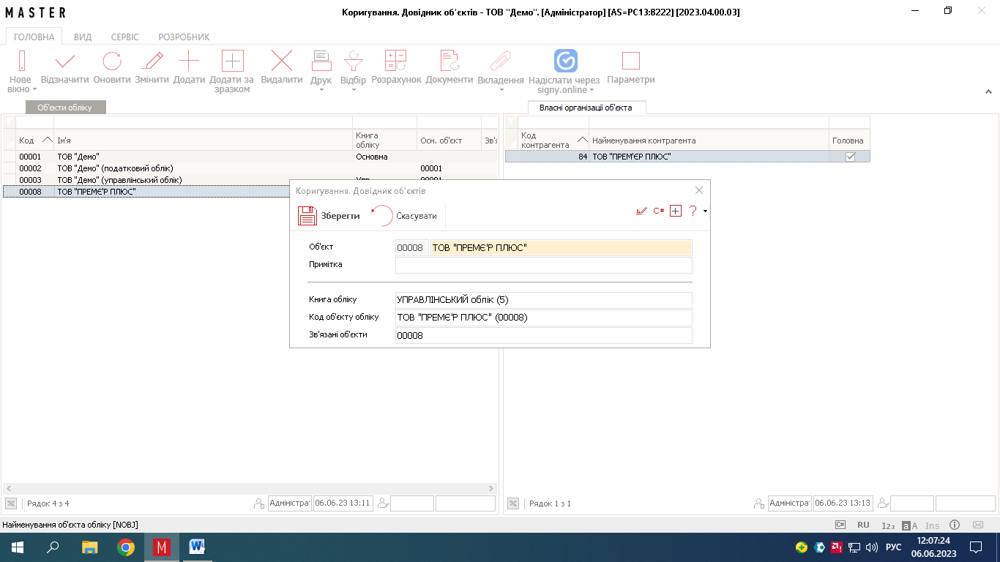 MASTER
Коригування. Довідник об'єктів - ТОВ "Демо". [Адміністратор] [AS=PC13:8222] [2023.04.00.03]
ГОЛОВНА ВИД СЕРВІС РОЗРОБНИК
Нове вікно
Відзначити
Оновити
Змінити
Додати
Додати за зразком
Видалити
Друк
Відбір
Розрахунок
Документи
Вкладення
Надіслати через signy.online
Параметри
Об'єкти обліку
Код Ім'я Книга обліку Осн. об'єкт Зв'я
00001 ТОВ "Демо" Основна
00002 ТОВ "Демо" (податковий облік) 00001
00003 ТОВ "Демо" (управлінський облік)
00008 ТОВ "ПРЕМЄ'Р ПЛЮС"
Власні організації об'єкта
Код контрагента Найменування контрагента Головна
84 ТОВ "ПРЕМ'ЄР ПЛЮС"
Коригування. Довідник об'єктів
Зберегти Скасувати C# ?
Об'єкт 00008 ТОВ "ПРЕМЄ'Р ПЛЮС"
Примітка
Книга обліку УПРАВЛІНСЬКИЙ облік (5)
Код об'єкту обліку ТОВ "ПРЕМЄ'Р ПЛЮС" (00008)
Зв'язані об'єкти 00008
Рядок 4 з 4 Адміністра 06.06.23 13:11
Рядок 1 з 1 Адміністра 06.06.23 13:13
Найменування об'єкта обліку [NOBJ] C# RU 123 aA Ins
M W РУС 12:07:24
06.06.2023